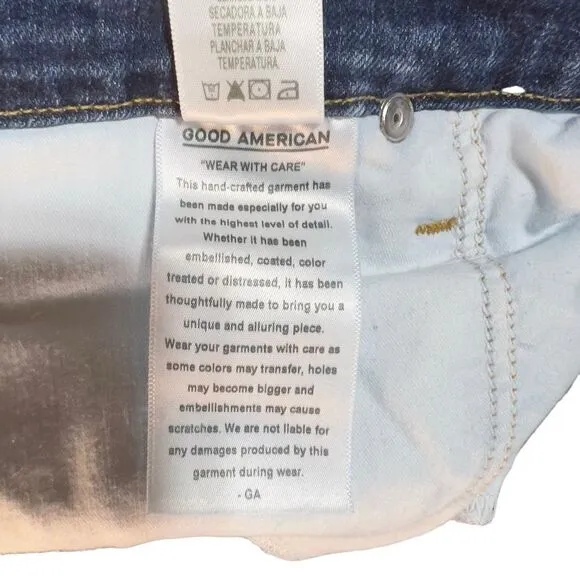 SECADORA A BAJA
TEMPERATURA
PLANCHAR A BAJA
TEMPERATURA.
GOOD AMERICAN
"WEAR WITH CARE"
This hand-crafted garment has
been made especially for you
with the highest level of detail.
Whether it has been
embellished, coated, color
treated or distressed, it has been
thoughtfully made to bring you a
unique and alluring piece.
Wear your garments with care as
some colors may transfer, holes
may become bigger and
embellishments may cause
scratches. We are not liable for
any damages produced by this
garment during wear.
- GA